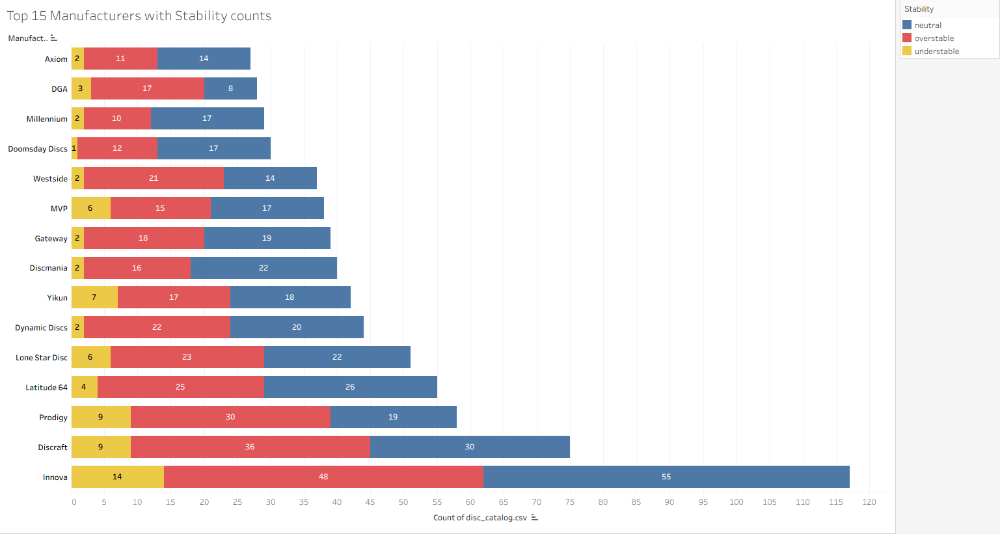 Top 15 Manufacturers with Stability counts
Manufact..
Axiom 2 11 14
DGA 3 17 8
Millennium 2 10 17
Doomsday Discs 1 12 17
Westside 2 21 14
MVP 6 15 17
Gateway 2 18 19
Discmania 2 16 22
Yikun 7 17 18
Dynamic Discs 2 22 20
Lone Star Disc 6 23 22
Latitude 64 4 25 26
Prodigy 9 30 19
Discraft 9 36 30
Innova 14 48 55
0 5 10 15 20 25 30 35 40 45 50 55 60 65 70 75 80 85 90 95 100 105 110 115 120
Count of disc_catalog.csv
Stability
neutral
overstable
understable